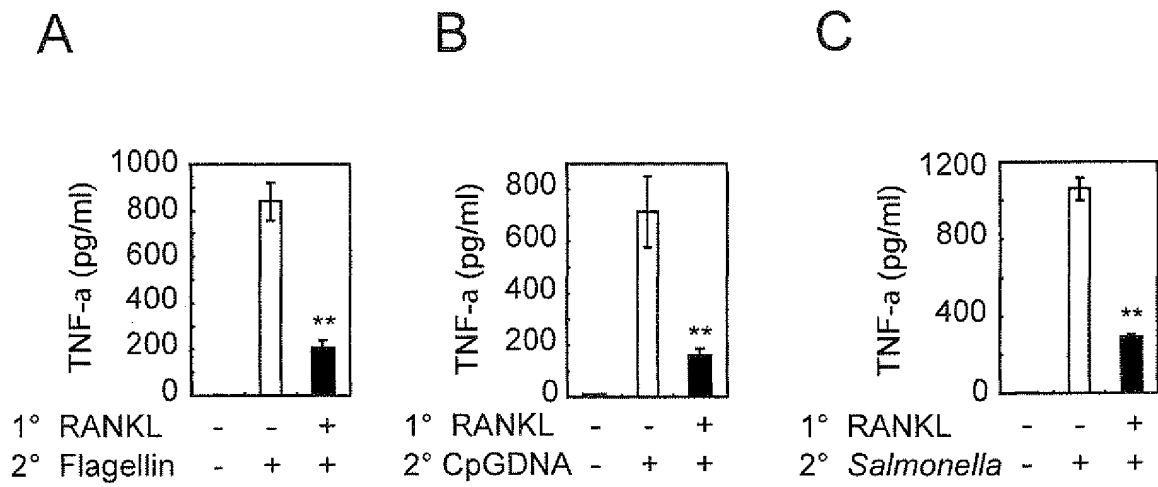 A
B
C
TNF-a (pg/ml)
1000
800
600
400
200
0
**
1° RANKL - - +
2° Flagellin - + +
TNF-a (pg/ml)
800
600
400
200
0
**
1° RANKL - - +
2° CpGDNA - + +
TNF-a (pg/ml)
1200
800
400
0
**
1° RANKL - - +
2° Salmonella - + +